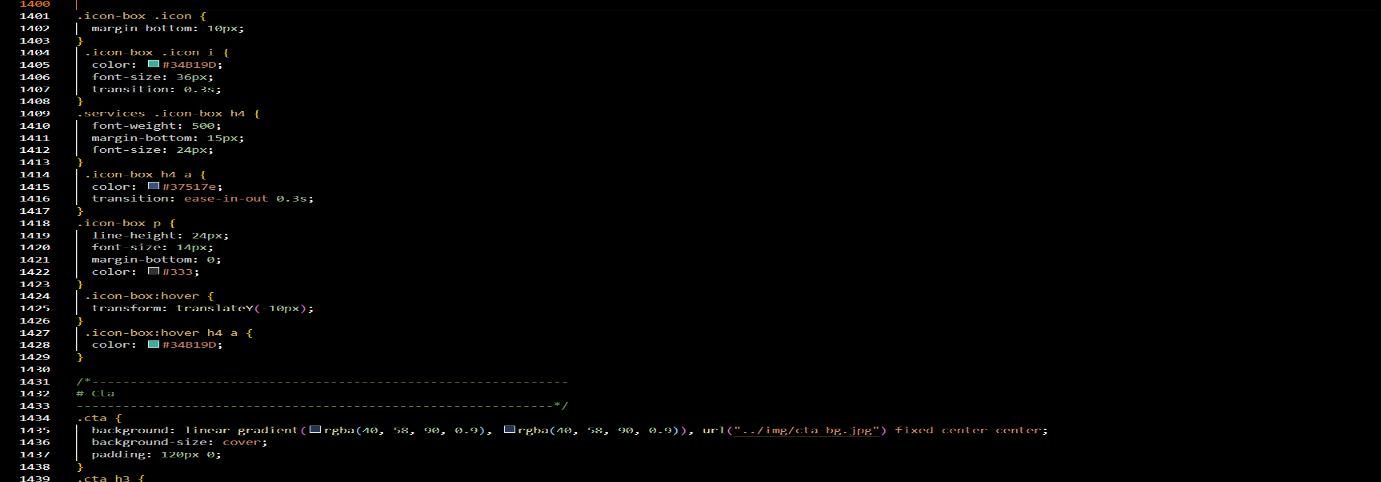 1400
1401 .icon-box .icon {
1402 margin-bottom: 10px;
1403 }
1404 .icon-box .icon i {
1405 color: #34B19D;
1406 font-size: 36px;
1407 transition: 0.3s;
1408 }
1409 .services .icon-box h4 {
1410 font-weight: 500;
1411 margin-bottom: 15px;
1412 font-size: 24px;
1413 }
1414 .icon-box h4 a {
1415 color: #37517e;
1416 transition: ease-in-out 0.3s;
1417 }
1418 .icon-box p {
1419 line-height: 24px;
1420 font-size: 14px;
1421 margin-bottom: 0;
1422 color: #333;
1423 }
1424 .icon-box:hover {
1425 transform: translateY(-10px);
1426 }
1427 .icon-box:hover h4 a {
1428 color: #34B19D;
1429 }
1430
1431 /*--------------------------------------------------------------
1432 # Cta
1433 --------------------------------------------------------------*/
1434 .cta {
1435 background: linear-gradient(rgba(40, 58, 90, 0.9), rgba(40, 58, 90, 0.9)), url("../img/cta-bg.jpg") fixed center center;
1436 background-size: cover;
1437 padding: 120px 0;
1438 }
1439 .cta h3 {